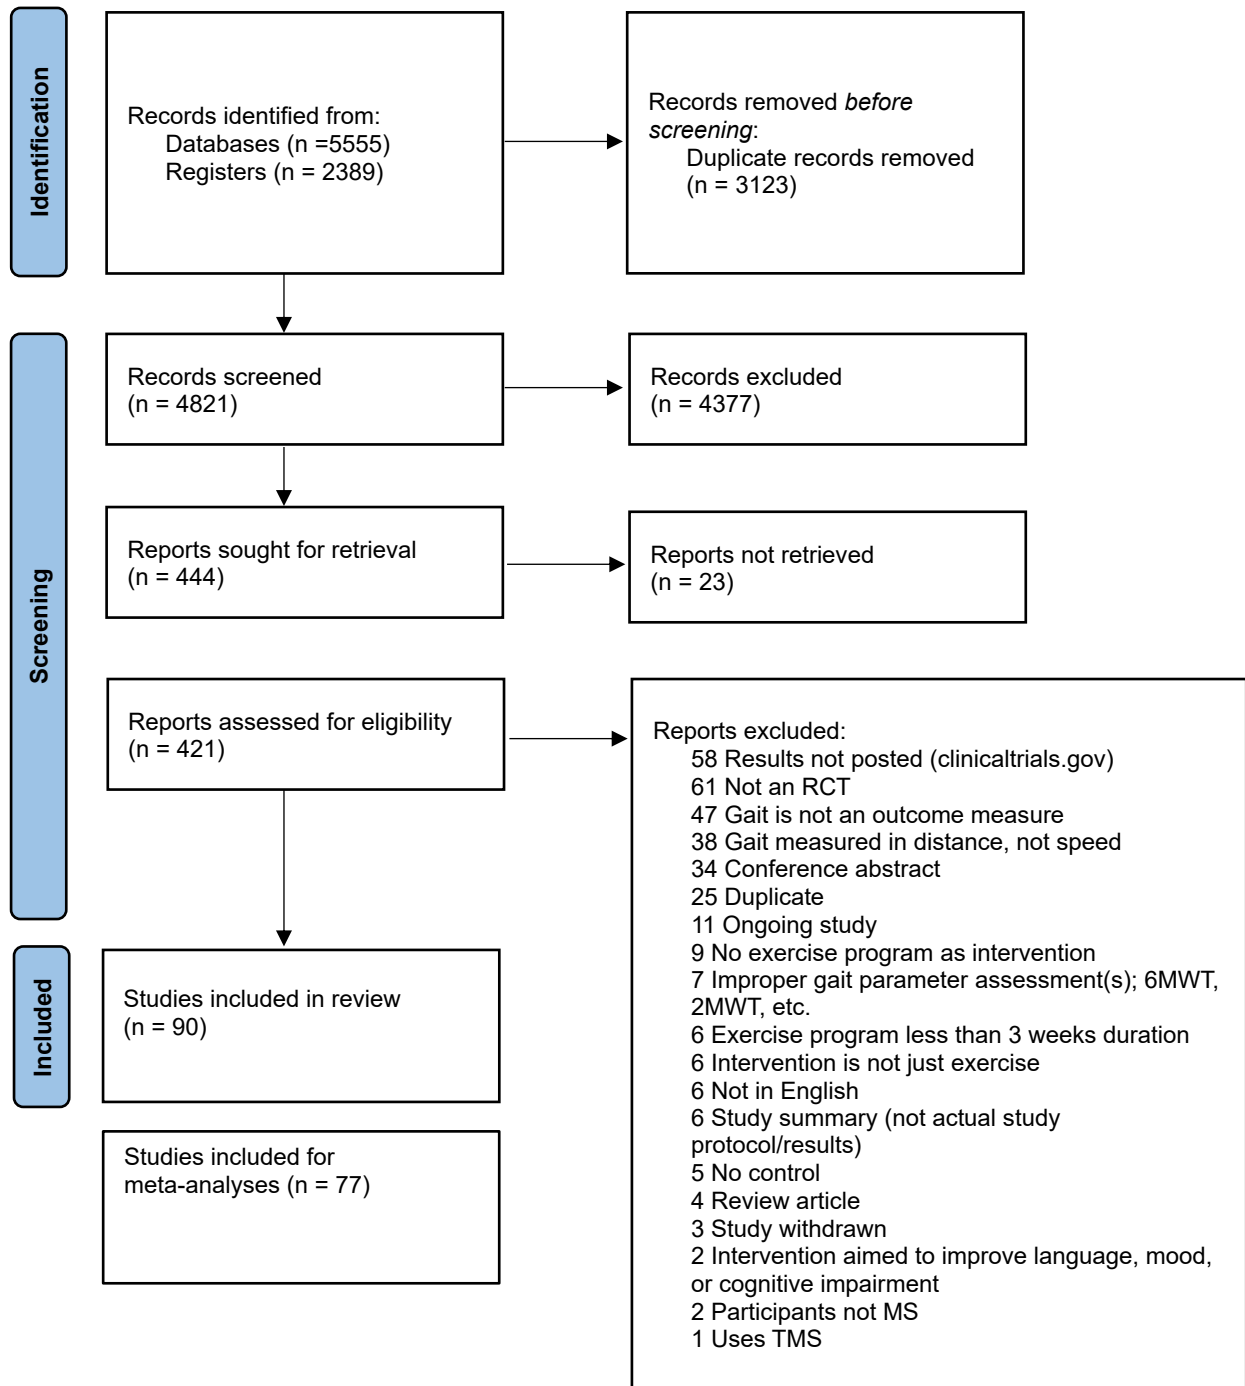 Identification
Records identified from:
Databases (n =5555)
Registers (n = 2389)
Records removed before
screening:
Duplicate records removed
(n = 3123)
Screening
Records screened
(n = 4821)
Records excluded
(n = 4377)
Reports sought for retrieval
(n = 444)
Reports not retrieved
(n = 23)
Reports assessed for eligibility
(n = 421)
Reports excluded:
58 Results not posted (clinicaltrials.gov)
61 Not an RCT
47 Gait is not an outcome measure
38 Gait measured in distance, not speed
34 Conference abstract
25 Duplicate
11 Ongoing study
9 No exercise program as intervention
7 Improper gait parameter assessment(s); 6MWT,
2MWT, etc.
6 Exercise program less than 3 weeks duration
6 Intervention is not just exercise
6 Not in English
6 Study summary (not actual study
protocol/results)
5 No control
4 Review article
3 Study withdrawn
2 Intervention aimed to improve language, mood,
or cognitive impairment
2 Participants not MS
1 Uses TMS
Included
Studies included in review
(n = 90)
Studies included for
meta-analyses (n = 77)